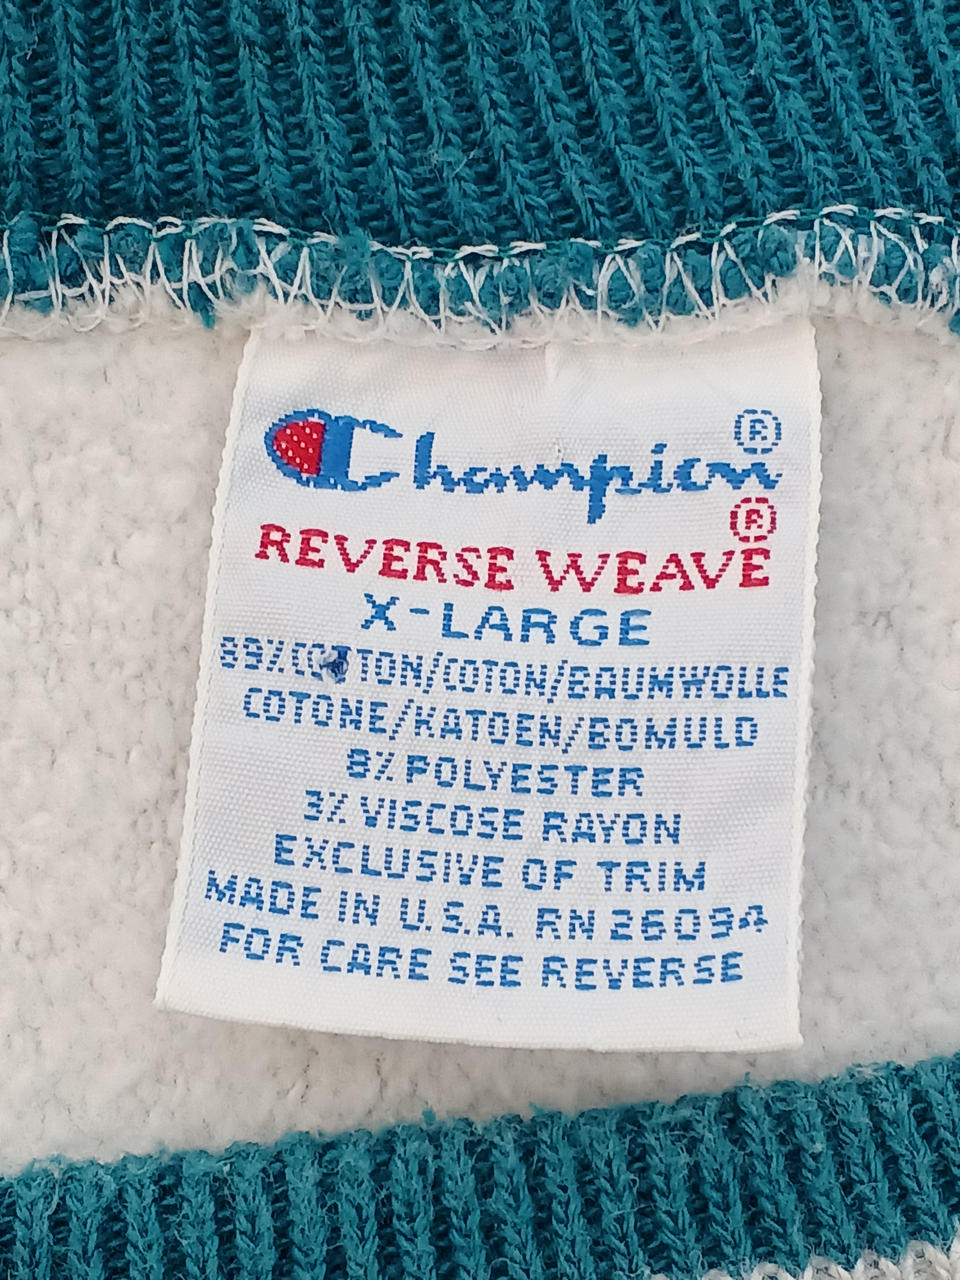 Champion®
REVERSE WEAVE®
X-LARGE
89% COTTON/COTON/BAUMWOLLE
COTONE/KATOEN/BOMULD
8% POLYESTER
3% VISCOSE RAYON
EXCLUSIVE OF TRIM
MADE IN U.S.A. RN 26094
FOR CARE SEE REVERSE